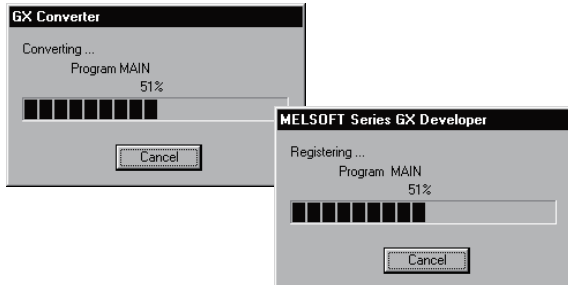 GX Converter
Converting ...
Program MAIN
51%
Cancel
MELSOFT Series GX Developer
Registering ...
Program MAIN
51%
Cancel